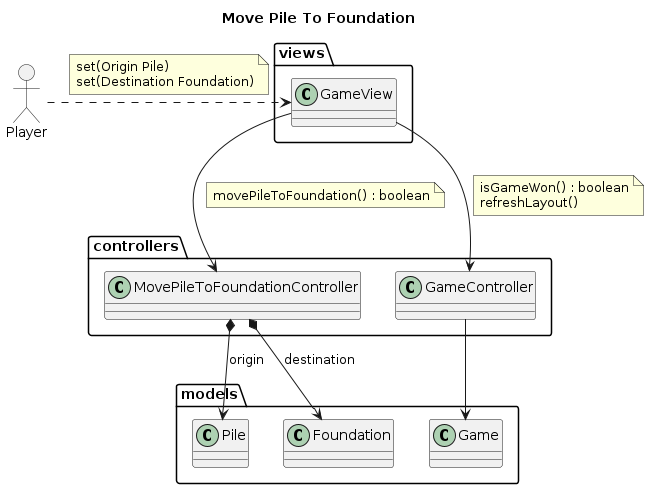 Move Pile To Foundation
views
set(Origin Pile)
set(Destination Foundation)
C GameView
Player
movePileToFoundation() : boolean
isGameWon() : boolean
refreshLayout()
controllers
C MovePileToFoundationController
C GameController
origin
destination
models
C Pile
C Foundation
C Game